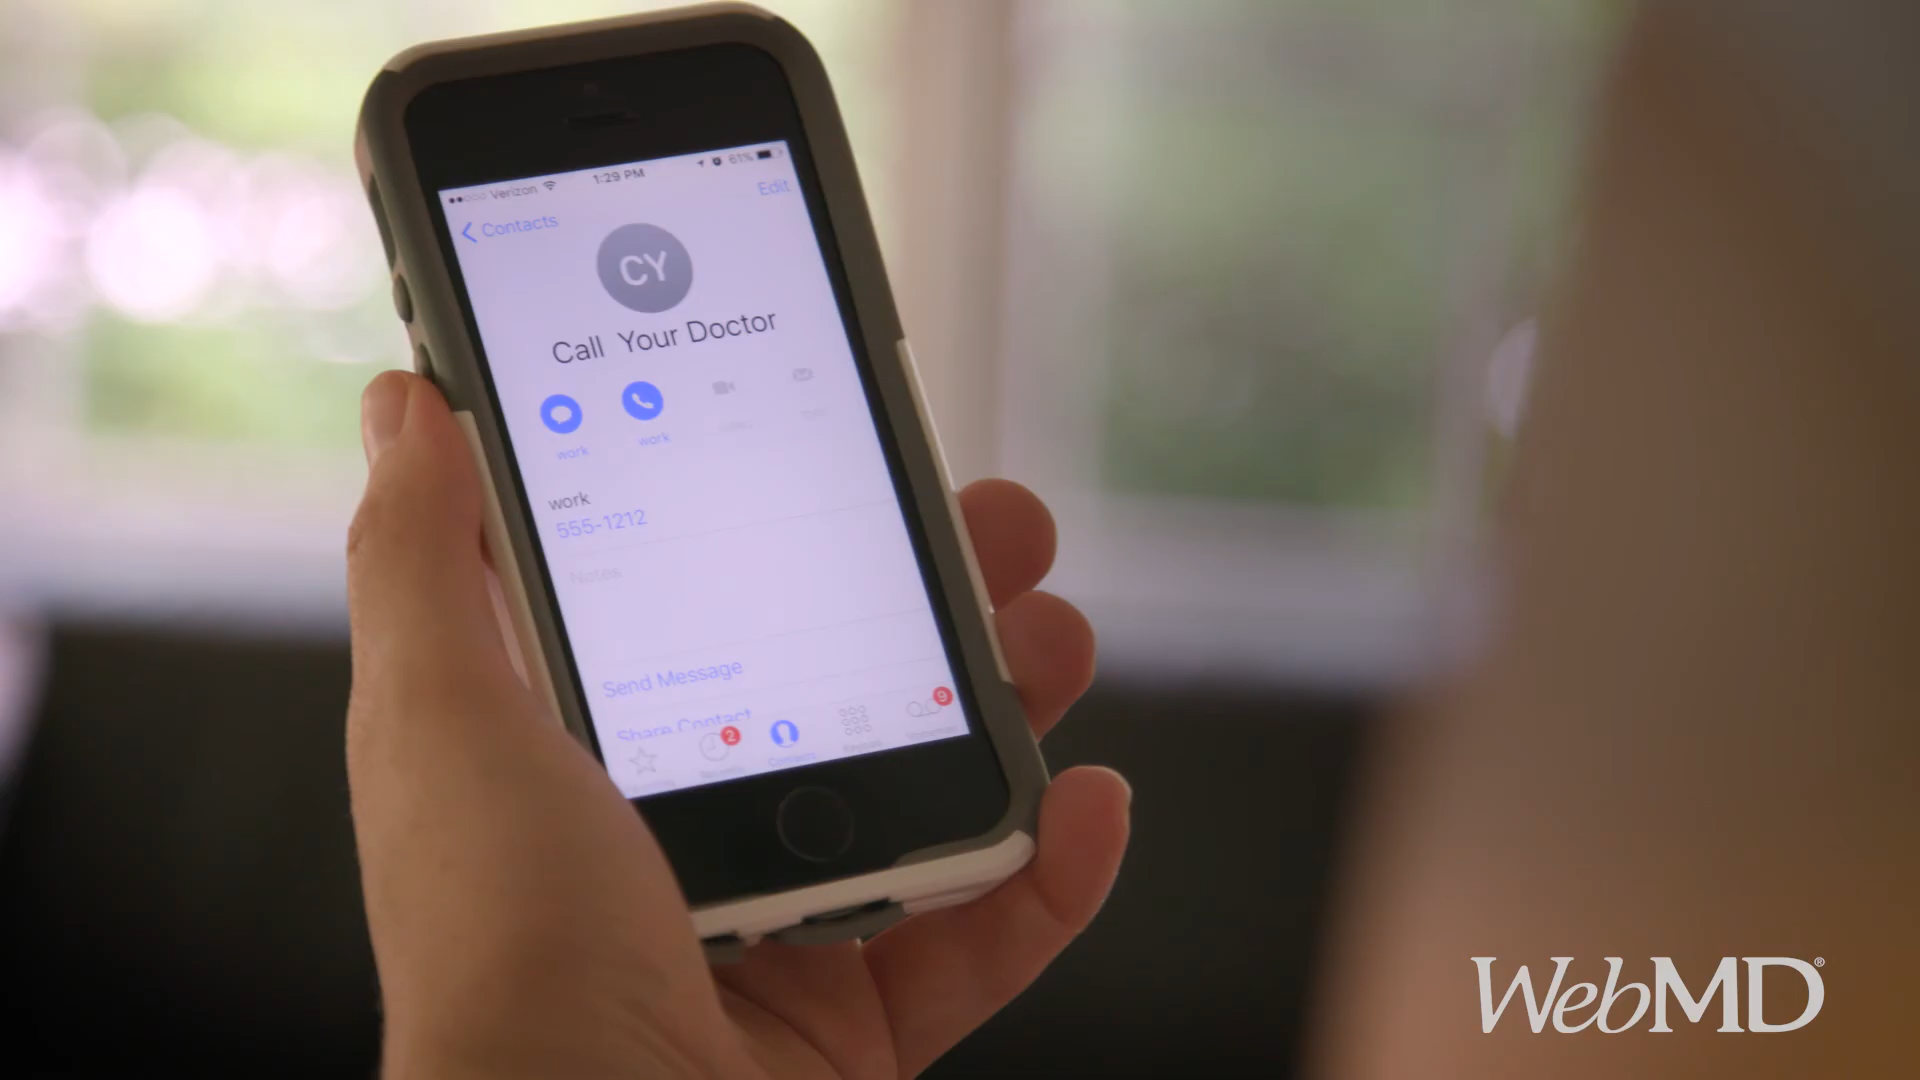 Verizon 1:29 PM 61%
Contacts
Edit
CY
Call Your Doctor
work
work
work
555-1212
Notes
Send Message
Share Contact
2
9
WebMD®